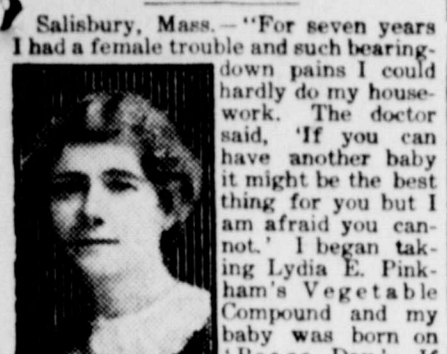 Salisbury, Mass.—"For seven years
I had a female trouble and such bearing-
down pains I could
hardly do my house-
work. The doctor
said, 'If you can
have another baby
it might be the best
thing for you but I
am afraid you can-
not.' I began tak-
ing Lydia E. Pink-
ham's Vegetable
Compound and my
baby was born on